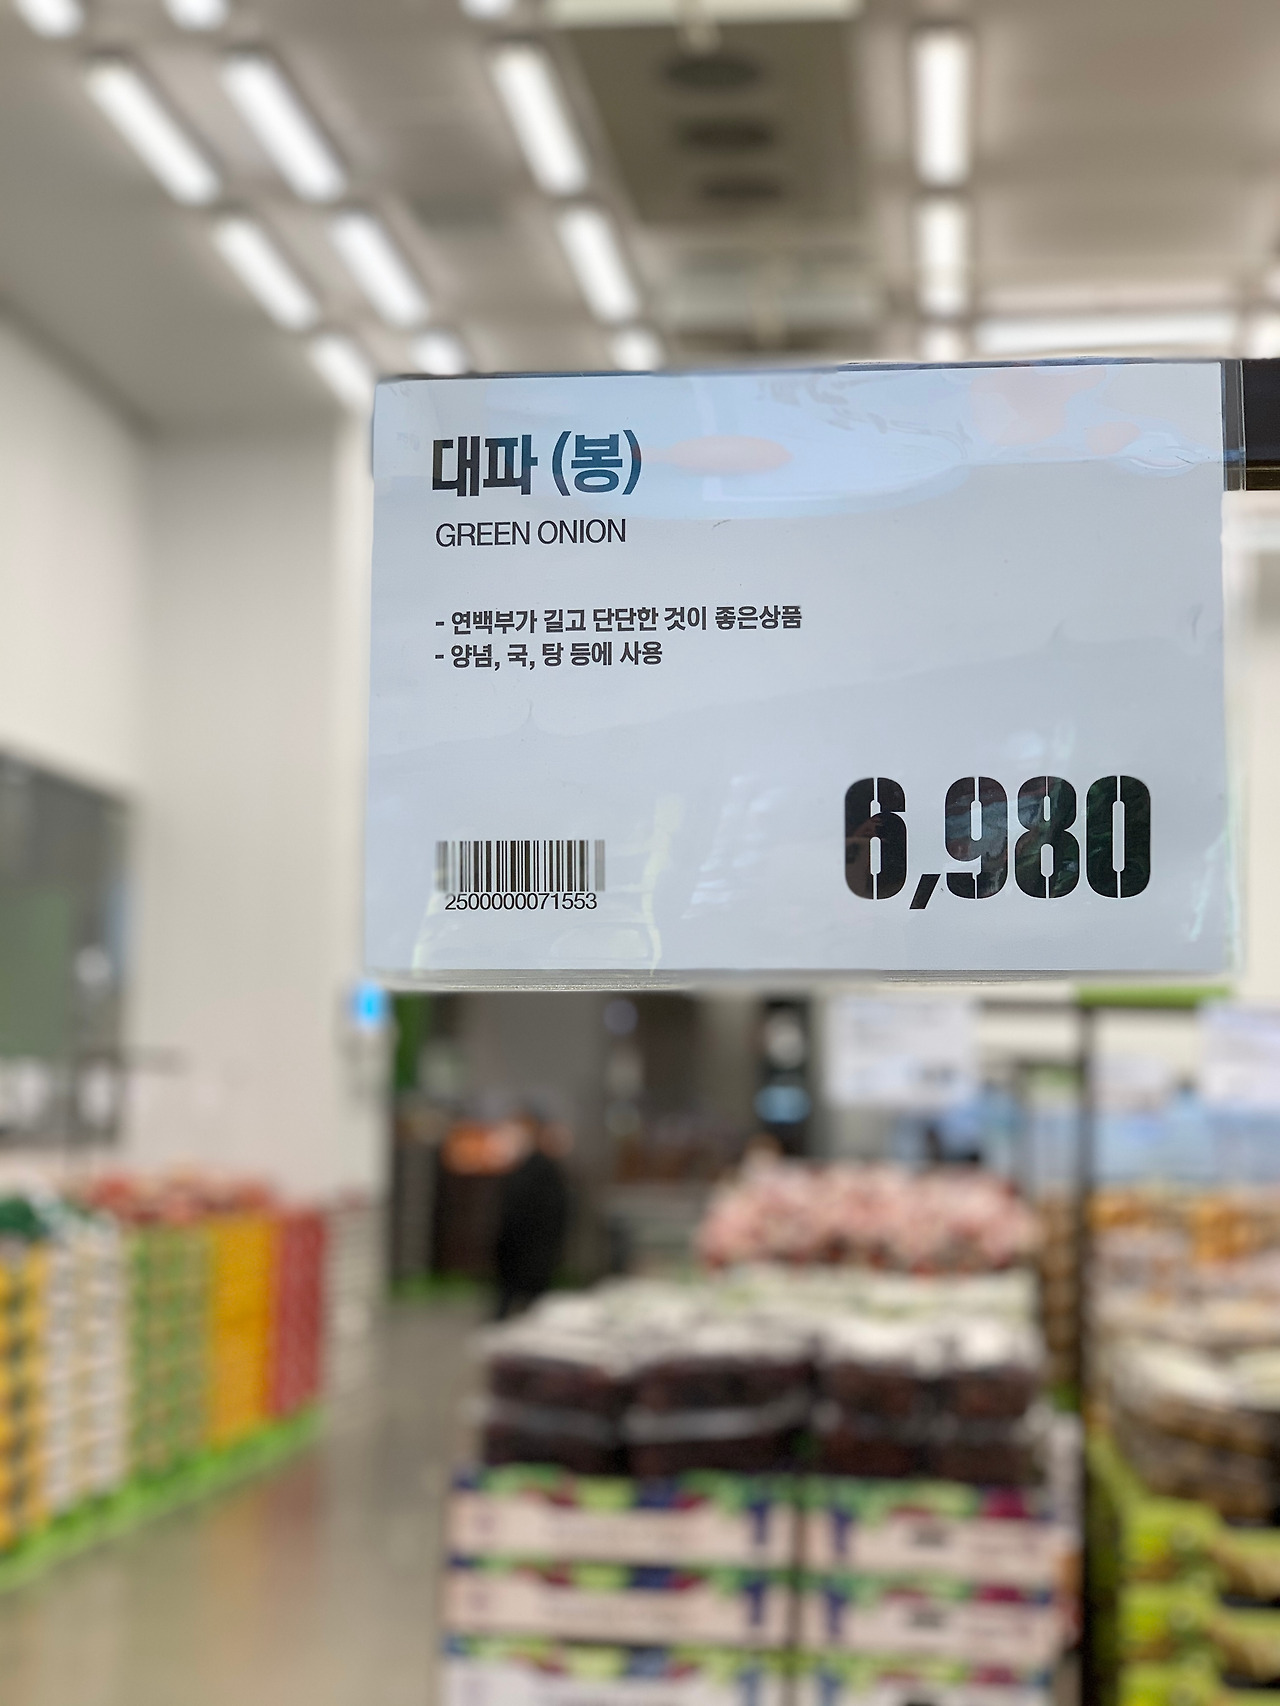 대파 (봉)
GREEN ONION
- 연백부가 길고 단단한 것이 좋은상품
- 양념, 국, 탕 등에 사용
6,980
2500000071553